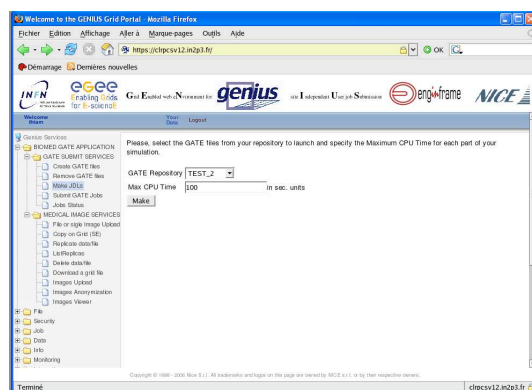 Welcome to the GENIUS Grid Portal - Mozilla Firefox
Fichier Edition Affichage Aller à Marque-pages Outils Aide
https://clrpcsv12.in2p3.fr/
OK
Démarrage Dernières nouvelles
INFN
eGee
Enabling Grids
for E-sciencE
Grid Enabled web eNvironment for genius site Independent User job Submission
enginframe
NICE
Welcome
Your
Data
Logout
Genius Services
BIOMED GATE APPLICATION
GATE SUBMIT SERVICES
Create GATE files
Remove GATE files
Make JDLs
Submit GATE Jobs
Jobs Status
MEDICAL IMAGE SERVICES
File or sigle Image Upload
Copy on Grid (SE)
Replicate data/file
ListReplicas
Delete data/file
Download a grid file
Images Upload
Images Anonymization
Images Viewer
File
Security
Job
Data
Info
Monitoring
Please, select the GATE files from your repository to launch and specify the Maximum CPU Time for each part of your
simulation.
GATE Repository TEST_2
Max CPU Time 100 in sec. units
Make
Copyright © 1998 - 2006 Nice S.r.l. All trademarks and logos on this page are owned by NICE s.r.l. or by their respective owners.
Terminé
clrpcsv12.in2p3.fr